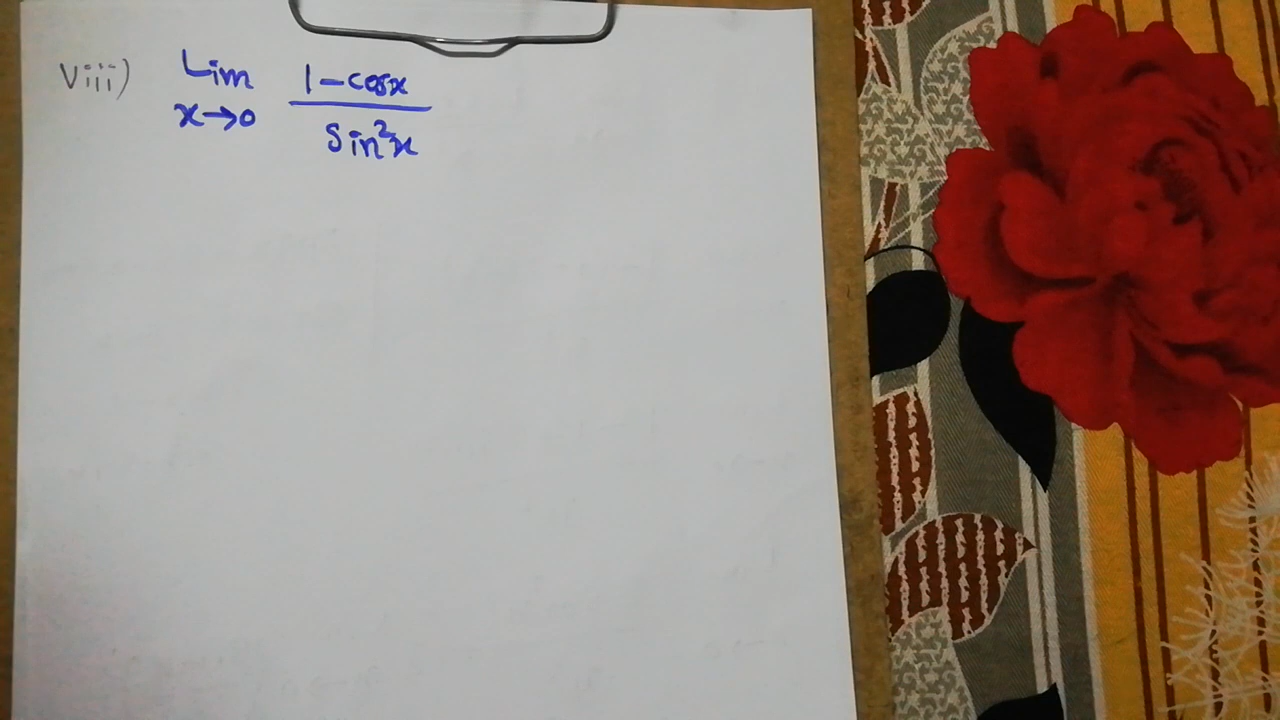 viii) Lim x→0 1-cosx / Sin²x